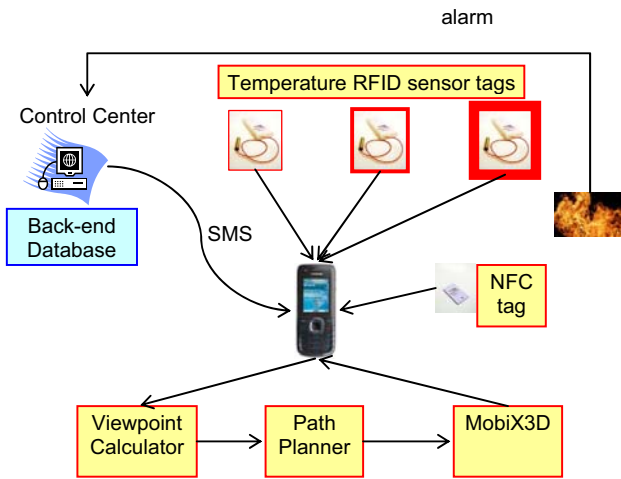 alarm
Temperature RFID sensor tags
Control Center
Back-end
Database
SMS
NFC
tag
Viewpoint
Calculator
Path
Planner
MobiX3D